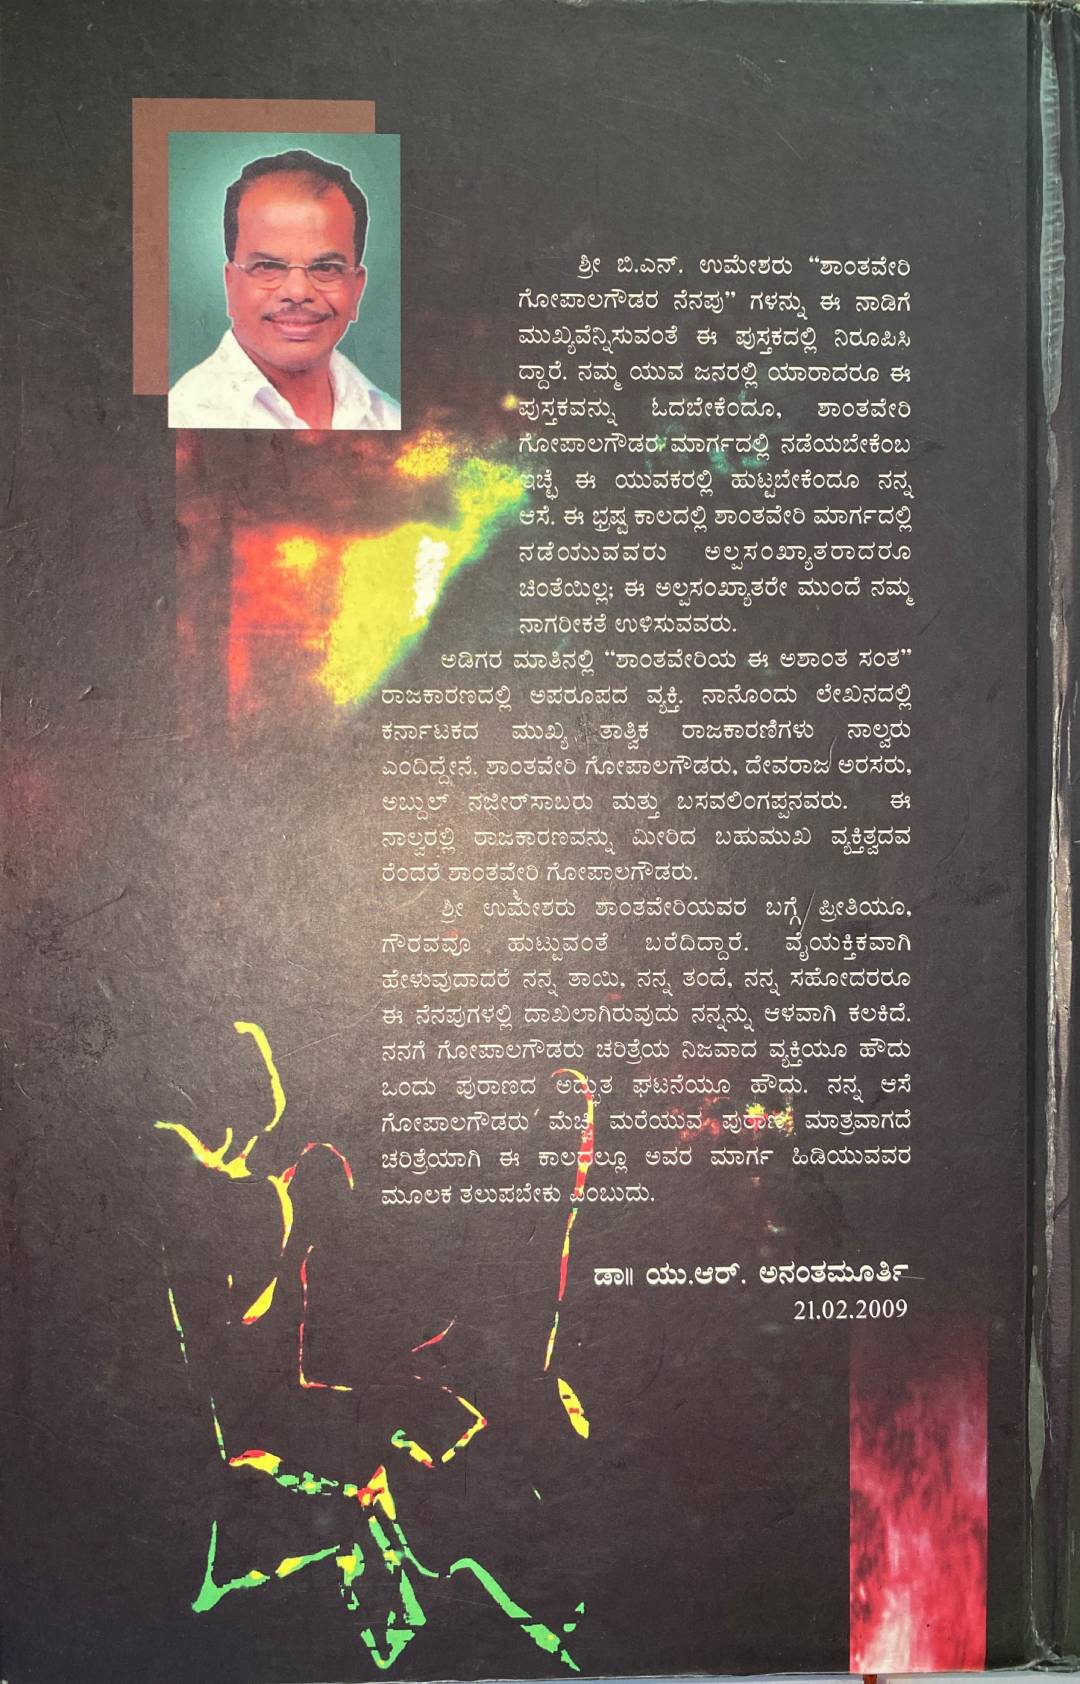 ಶ್ರೀ ಬಿ.ಎನ್. ಉಮೇಶರು “ಶಾಂತವೇರಿ
ಗೋಪಾಲಗೌಡರ ನೆನಪು” ಗಳನ್ನು ಈ ನಾಡಿಗೆ
ಮುಖ್ಯವೆನ್ನಿಸುವಂತೆ ಈ ಪುಸ್ತಕದಲ್ಲಿ ನಿರೂಪಿಸಿ
ದ್ದಾರೆ. ನಮ್ಮ ಯುವ ಜನರಲ್ಲಿ ಯಾರಾದರೂ ಈ
ಪುಸ್ತಕವನ್ನು ಓದಬೇಕೆಂದೂ, ಶಾಂತವೇರಿ
ಗೋಪಾಲಗೌಡರ ಮಾರ್ಗದಲ್ಲಿ ನಡೆಯಬೇಕೆಂಬ
ಇಚ್ಛೆ ಈ ಯುವಕರಲ್ಲಿ ಹುಟ್ಟಬೇಕೆಂದೂ ನನ್ನ
ಆಸೆ. ಈ ಭ್ರಷ್ಟ ಕಾಲದಲ್ಲಿ ಶಾಂತವೇರಿ ಮಾರ್ಗದಲ್ಲಿ
ನಡೆಯುವವರು ಅಲ್ಪಸಂಖ್ಯಾತರಾದರೂ
ಚಿಂತೆಯಿಲ್ಲ; ಈ ಅಲ್ಪಸಂಖ್ಯಾತರೇ ಮುಂದೆ ನಮ್ಮ
ನಾಗರೀಕತೆ ಉಳಿಸುವವರು.
ಅಡಿಗರ ಮಾತಿನಲ್ಲಿ “ಶಾಂತವೇರಿಯ ಈ ಅಶಾಂತ ಸಂತ”
ರಾಜಕಾರಣದಲ್ಲಿ ಅಪರೂಪದ ವ್ಯಕ್ತಿ. ನಾನೊಂದು ಲೇಖನದಲ್ಲಿ
ಕರ್ನಾಟಕದ ಮುಖ್ಯ ತಾತ್ವಿಕ ರಾಜಕಾರಣಿಗಳು ನಾಲ್ವರು
ಎಂದಿದ್ದೇನೆ. ಶಾಂತವೇರಿ ಗೋಪಾಲಗೌಡರು, ದೇವರಾಜ ಅರಸರು,
ಅಬ್ದುಲ್ ನಜೀರ್‌ಸಾಬರು ಮತ್ತು ಬಸವಲಿಂಗಪ್ಪನವರು. ಈ
ನಾಲ್ವರಲ್ಲಿ ರಾಜಕಾರಣವನ್ನು ಮೀರಿದ ಬಹುಮುಖ ವ್ಯಕ್ತಿತ್ವದವ
ರೆಂದರೆ ಶಾಂತವೇರಿ ಗೋಪಾಲಗೌಡರು.
ಶ್ರೀ ಉಮೇಶರು ಶಾಂತವೇರಿಯವರ ಬಗ್ಗೆ ಪ್ರೀತಿಯೂ,
ಗೌರವವೂ ಹುಟ್ಟುವಂತೆ ಬರೆದಿದ್ದಾರೆ. ವೈಯಕ್ತಿಕವಾಗಿ
ಹೇಳುವುದಾದರೆ ನನ್ನ ತಾಯಿ, ನನ್ನ ತಂದೆ, ನನ್ನ ಸಹೋದರರೂ
ಈ ನೆನಪುಗಳಲ್ಲಿ ದಾಖಲಾಗಿರುವುದು ನನ್ನನ್ನು ಆಳವಾಗಿ ಕಲಕಿದೆ.
ನನಗೆ ಗೋಪಾಲಗೌಡರು ಚರಿತ್ರೆಯ ನಿಜವಾದ ವ್ಯಕ್ತಿಯೂ ಹೌದು
ಒಂದು ಪುರಾಣದ ಅದ್ಭುತ ಘಟನೆಯೂ ಹೌದು. ನನ್ನ ಆಸೆ
ಗೋಪಾಲಗೌಡರು ಮೆಚ್ಚಿ ಮರೆಯುವ ಪುರಾಣ ಮಾತ್ರವಾಗದೆ
ಚರಿತ್ರೆಯಾಗಿ ಈ ಕಾಲದಲ್ಲೂ ಅವರ ಮಾರ್ಗ ಹಿಡಿಯುವವರ
ಮೂಲಕ ತಲುಪಬೇಕು ಎಂಬುದು.
ಡಾ॥ ಯು.ಆರ್. ಅನಂತಮೂರ್ತಿ
21.02.2009